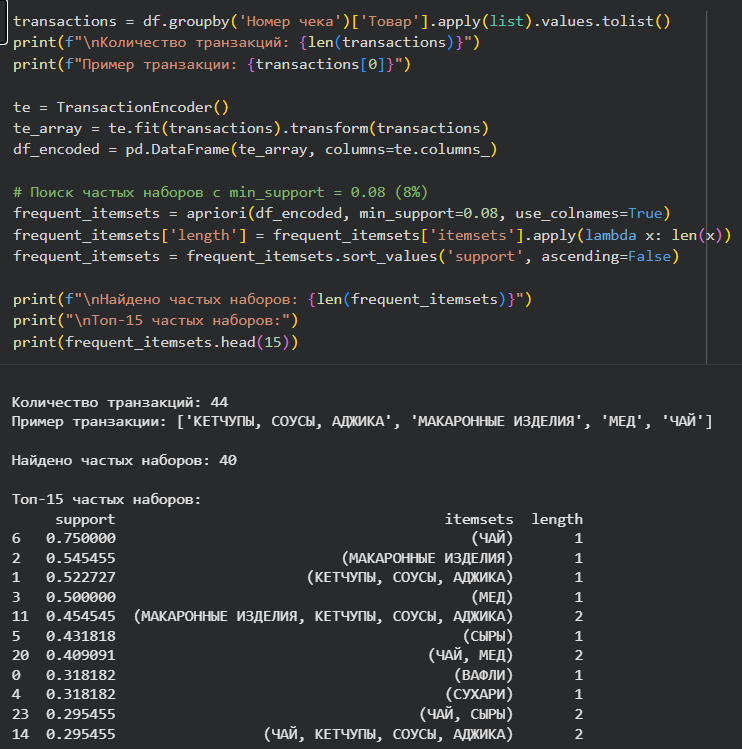 transactions = df.groupby('Номер чека')['Товар'].apply(list).values.tolist()
print(f"\nКоличество транзакций: {len(transactions)}")
print(f"Пример транзакции: {transactions[0]}")
te = TransactionEncoder()
te_array = te.fit(transactions).transform(transactions)
df_encoded = pd.DataFrame(te_array, columns=te.columns_)
# Поиск частых наборов с min_support = 0.08 (8%)
frequent_itemsets = apriori(df_encoded, min_support=0.08, use_colnames=True)
frequent_itemsets['length'] = frequent_itemsets['itemsets'].apply(lambda x: len(x))
frequent_itemsets = frequent_itemsets.sort_values('support', ascending=False)
print(f"\nНайдено частых наборов: {len(frequent_itemsets)}")
print("\nТоп-15 частых наборов:")
print(frequent_itemsets.head(15))
Количество транзакций: 44
Пример транзакции: ['КЕТЧУПЫ, СОУСЫ, АДЖИКА', 'МАКАРОННЫЕ ИЗДЕЛИЯ', 'МЕД', 'ЧАЙ']
Найдено частых наборов: 40
Топ-15 частых наборов:
support itemsets length
6 0.750000 (ЧАЙ) 1
2 0.545455 (МАКАРОННЫЕ ИЗДЕЛИЯ) 1
1 0.522727 (КЕТЧУПЫ, СОУСЫ, АДЖИКА) 1
3 0.500000 (МЕД) 1
11 0.454545 (МАКАРОННЫЕ ИЗДЕЛИЯ, КЕТЧУПЫ, СОУСЫ, АДЖИКА) 2
5 0.431818 (СЫРЫ) 1
20 0.409091 (ЧАЙ, МЕД) 2
0 0.318182 (ВАФЛИ) 1
4 0.318182 (СУХАРИ) 1
23 0.295455 (ЧАЙ, СЫРЫ) 2
14 0.295455 (ЧАЙ, КЕТЧУПЫ, СОУСЫ, АДЖИКА) 2